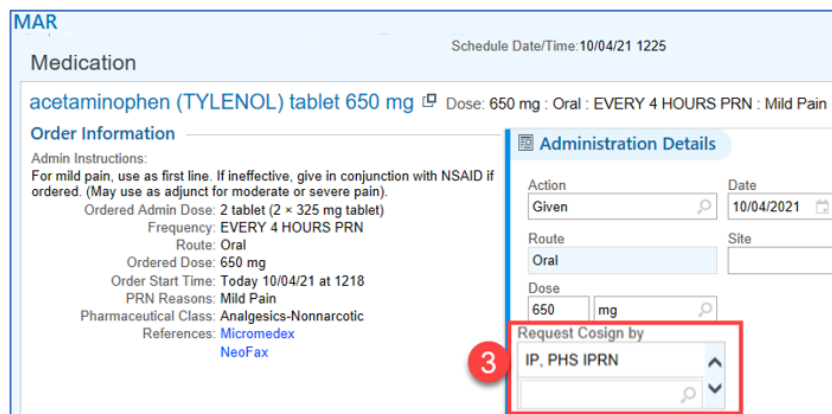 MAR
Schedule Date/Time:10/04/21 1225
Medication
acetaminophen (TYLENOL) tablet 650 mg Dose: 650 mg : Oral : EVERY 4 HOURS PRN : Mild Pain
Order Information
Admin Instructions:
For mild pain, use as first line. If ineffective, give in conjunction with NSAID if
ordered. (May use as adjunct for moderate or severe pain).
Ordered Admin Dose: 2 tablet (2 × 325 mg tablet)
Frequency: EVERY 4 HOURS PRN
Route: Oral
Ordered Dose: 650 mg
Order Start Time: Today 10/04/21 at 1218
PRN Reasons: Mild Pain
Pharmaceutical Class: Analgesics-Nonnarcotic
References: Micromedex
NeoFax
Administration Details
Action Date
Given 10/04/2021
Route Site
Oral
Dose
650 mg
Request Cosign by
3 IP, PHS IPRN